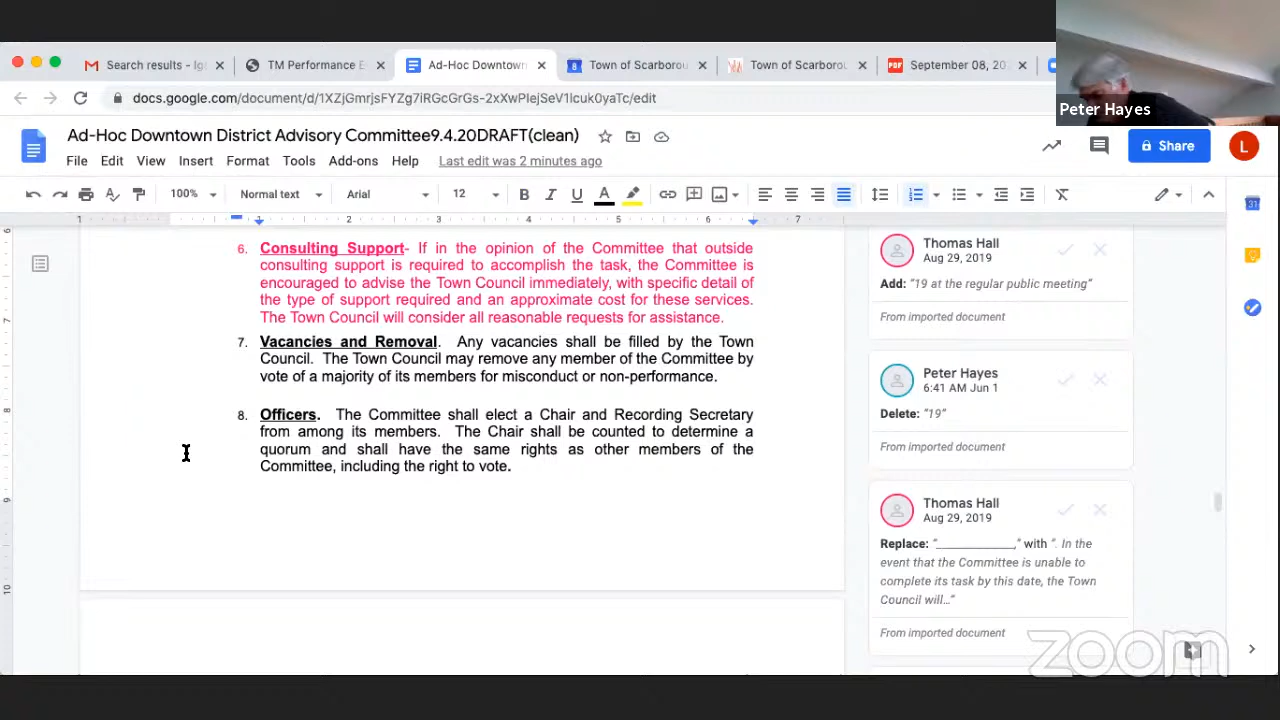 Search results - Ig
TM Performance E
Ad-Hoc Downtown
Town of Scarborou
Town of Scarboro
September 08, 20
docs.google.com/document/d/1XZjGmrjsFYZg7iRGcGrGs-2xXwPIejSeV1lcuk0yaTc/edit
Peter Hayes
Ad-Hoc Downtown District Advisory Committee9.4.20DRAFT(clean)
Share
L
File Edit View Insert Format Tools Add-ons Help Last edit was 2 minutes ago
100% Normal text Arial 12 B I U A
1 1 2 3 4 5 6 7
6. Consulting Support- If in the opinion of the Committee that outside
consulting support is required to accomplish the task, the Committee is
encouraged to advise the Town Council immediately, with specific detail of
the type of support required and an approximate cost for these services.
The Town Council will consider all reasonable requests for assistance.
7. Vacancies and Removal. Any vacancies shall be filled by the Town
Council. The Town Council may remove any member of the Committee by
vote of a majority of its members for misconduct or non-performance.
8. Officers. The Committee shall elect a Chair and Recording Secretary
from among its members. The Chair shall be counted to determine a
quorum and shall have the same rights as other members of the
Committee, including the right to vote.
Thomas Hall
Aug 29, 2019
Add: "19 at the regular public meeting"
From imported document
Peter Hayes
6:41 AM Jun 1
Delete: "19"
From imported document
Thomas Hall
Aug 29, 2019
Replace: "____________," with ". In the
event that the Committee is unable to
complete its task by this date, the Town
Council will…"
From imported document
zoom